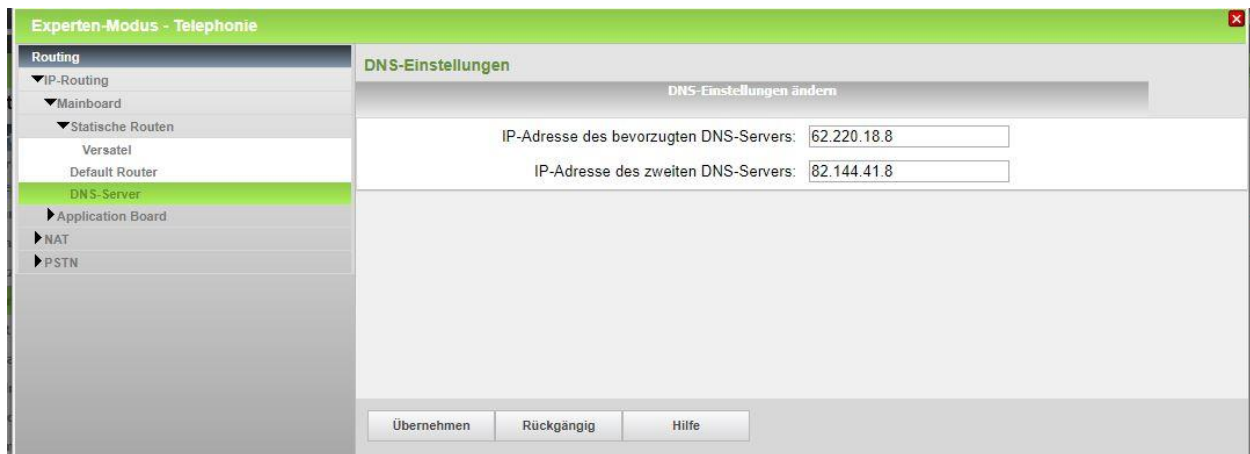 Experten-Modus - Telephonie
Routing
IP-Routing
Mainboard
Statische Routen
Versatel
Default Router
DNS-Server
Application Board
NAT
PSTN
DNS-Einstellungen
DNS-Einstellungen ändern
IP-Adresse des bevorzugten DNS-Servers: 62.220.18.8
IP-Adresse des zweiten DNS-Servers: 82.144.41.8
Übernehmen Rückgängig Hilfe